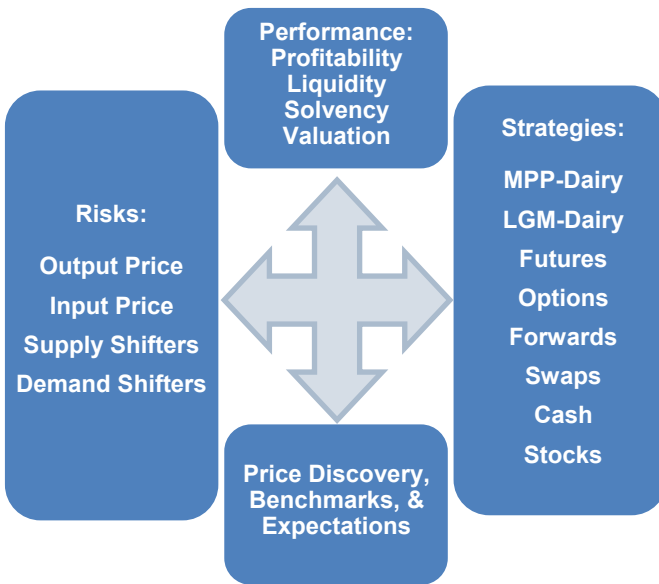 Performance:
Profitability
Liquidity
Solvency
Valuation
Risks:
Output Price
Input Price
Supply Shifters
Demand Shifters
Strategies:
MPP-Dairy
LGM-Dairy
Futures
Options
Forwards
Swaps
Cash
Stocks
Price Discovery,
Benchmarks, &
Expectations